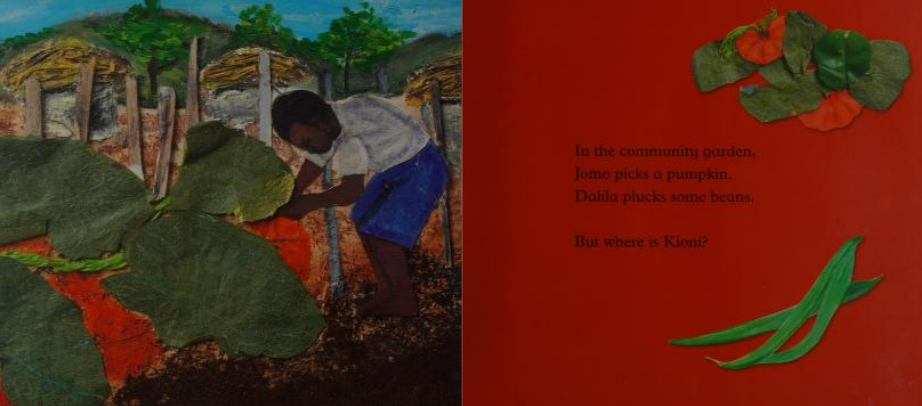 In the community garden,
Jomo picks a pumpkin.
Dalila plucks some beans.
But where is Kioni?